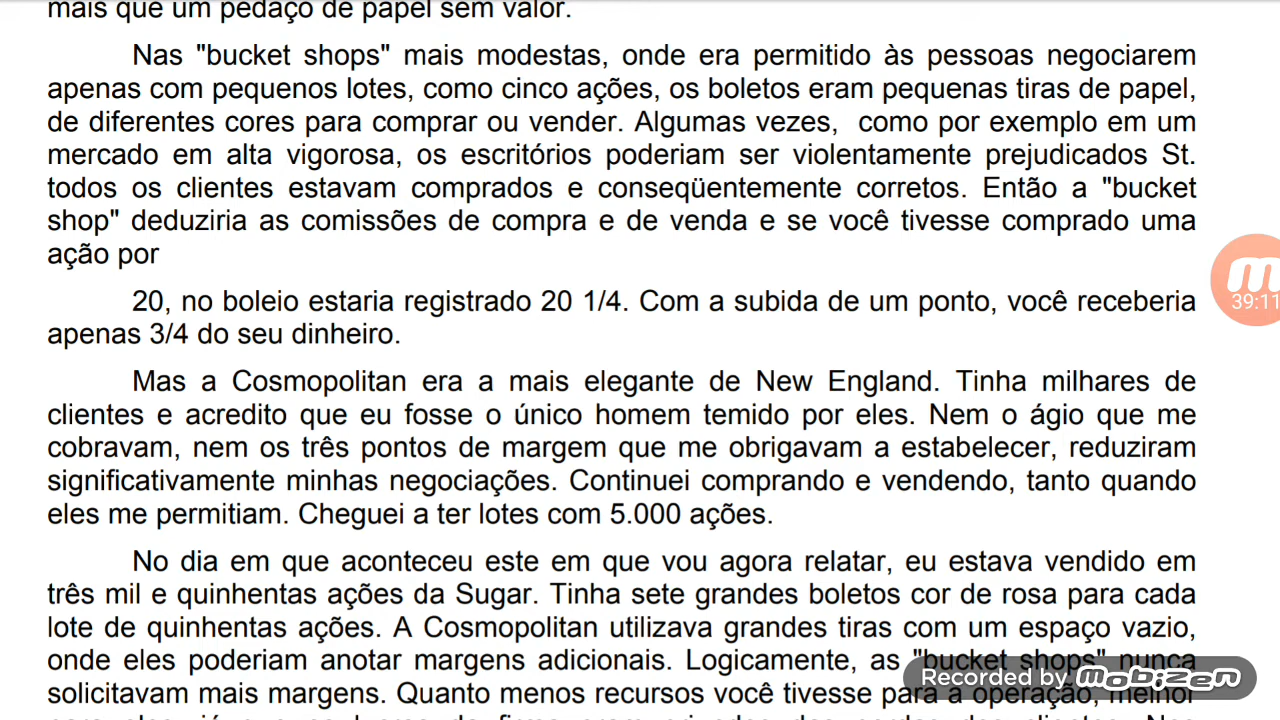 mais que um pedaço de papel sem valor.
Nas "bucket shops" mais modestas, onde era permitido às pessoas negociarem
apenas com pequenos lotes, como cinco ações, os boletos eram pequenas tiras de papel,
de diferentes cores para comprar ou vender. Algumas vezes, como por exemplo em um
mercado em alta vigorosa, os escritórios poderiam ser violentamente prejudicados St.
todos os clientes estavam comprados e conseqüentemente corretos. Então a "bucket
shop" deduziria as comissões de compra e de venda e se você tivesse comprado uma
ação por
20, no boleio estaria registrado 20 1/4. Com a subida de um ponto, você receberia
apenas 3/4 do seu dinheiro.
39:11
Mas a Cosmopolitan era a mais elegante de New England. Tinha milhares de
clientes e acredito que eu fosse o único homem temido por eles. Nem o ágio que me
cobravam, nem os três pontos de margem que me obrigavam a estabelecer, reduziram
significativamente minhas negociações. Continuei comprando e vendendo, tanto quando
eles me permitiam. Cheguei a ter lotes com 5.000 ações.
No dia em que aconteceu este em que vou agora relatar, eu estava vendido em
três mil e quinhentas ações da Sugar. Tinha sete grandes boletos cor de rosa para cada
lote de quinhentas ações. A Cosmopolitan utilizava grandes tiras com um espaço vazio,
onde eles poderiam anotar margens adicionais. Logicamente, as "bucket shops" nunca
solicitavam mais margens. Quanto menos recursos você tivesse para a operação, melhor
Recorded by mobizen